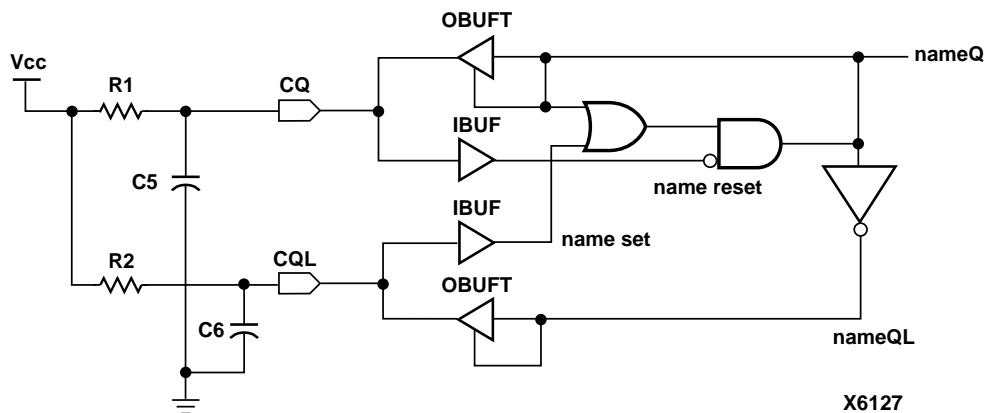 OBUFT
nameQ
Vcc
R1
CQ
IBUF
C5
name reset
IBUF
name set
R2
CQL
OBUFT
C6
nameQL
X6127